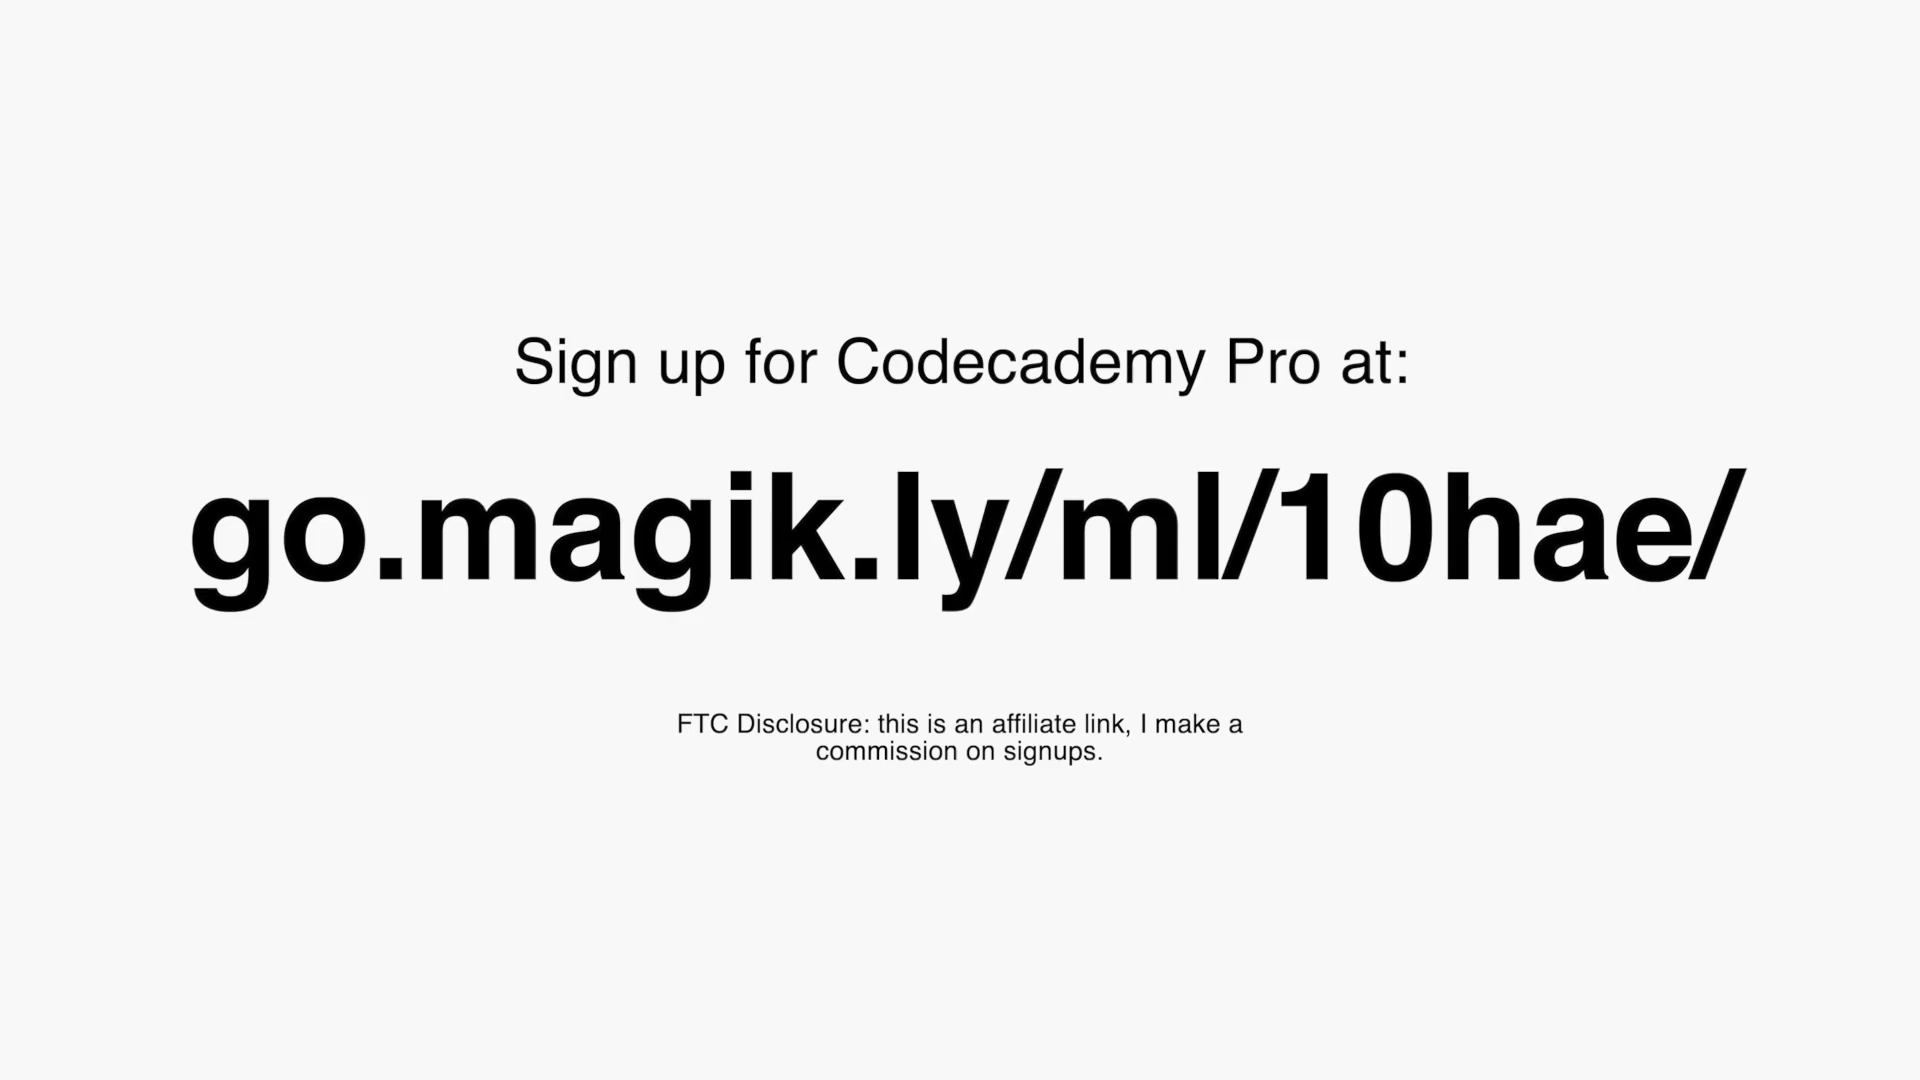 Sign up for Codecademy Pro at:
go.magik.ly/ml/10hae/
FTC Disclosure: this is an affiliate link, I make a
commission on signups.